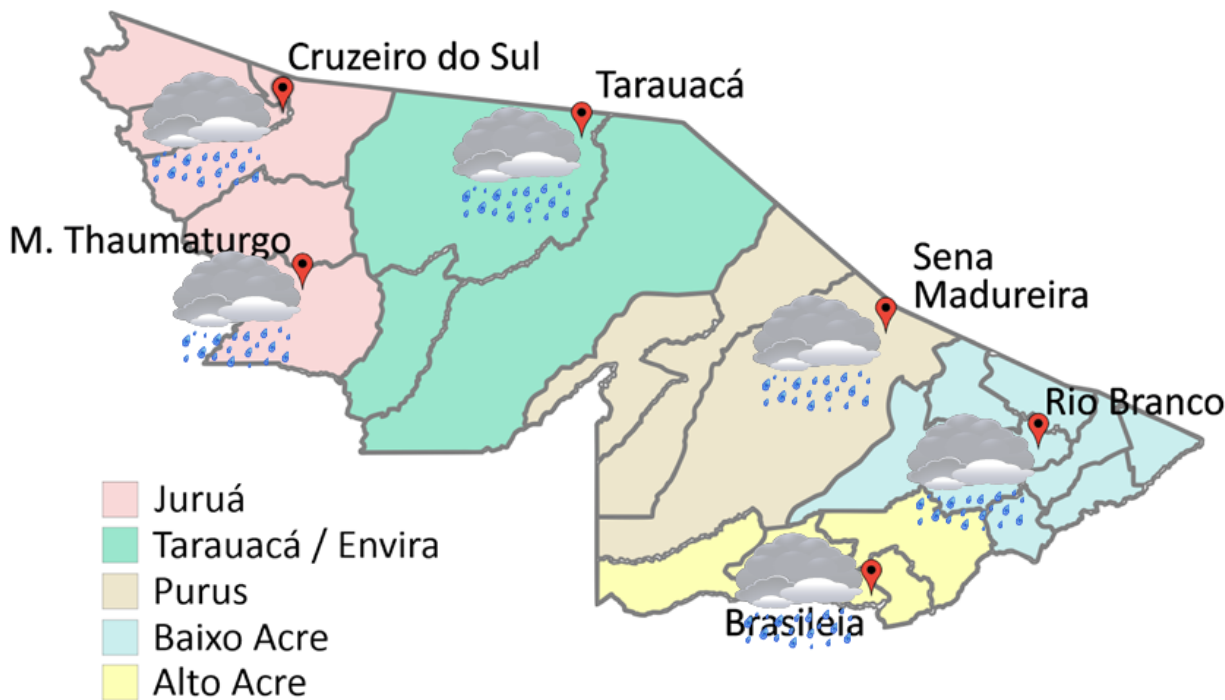 Cruzeiro do Sul
Tarauacá
M. Thaumaturgo
Sena
Madureira
Rio Branco
Brasileia
Juruá
Tarauacá / Envira
Purus
Baixo Acre
Alto Acre